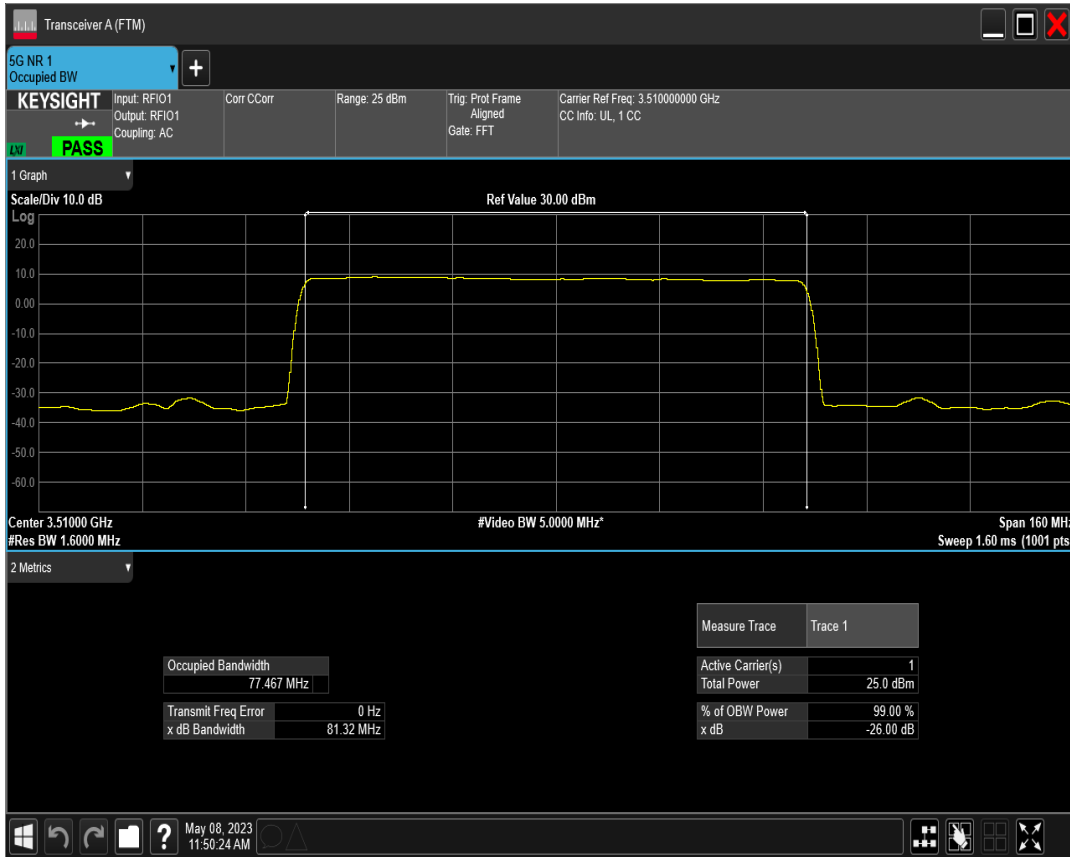 Transceiver A (FTM)
5G NR 1
Occupied BW
+
KEYSIGHT
LXI
PASS
Input: RFIO1
Output: RFIO1
Coupling: AC
Corr CCorr
Range: 25 dBm
Trig: Prot Frame
Aligned
Gate: FFT
Carrier Ref Freq: 3.510000000 GHz
CC Info: UL, 1 CC
1 Graph
Scale/Div 10.0 dB
Ref Value 30.00 dBm
Log
20.0
10.0
0.00
-10.0
-20.0
-30.0
-40.0
-50.0
-60.0
Center 3.51000 GHz
#Video BW 5.0000 MHz*
Span 160 MHz
#Res BW 1.6000 MHz
Sweep 1.60 ms (1001 pts
2 Metrics
Measure Trace Trace 1
Occupied Bandwidth
77.467 MHz
Active Carrier(s) 1
Total Power 25.0 dBm
Transmit Freq Error 0 Hz
x dB Bandwidth 81.32 MHz
% of OBW Power 99.00 %
x dB -26.00 dB
?
May 08, 2023
11:50:24 AM